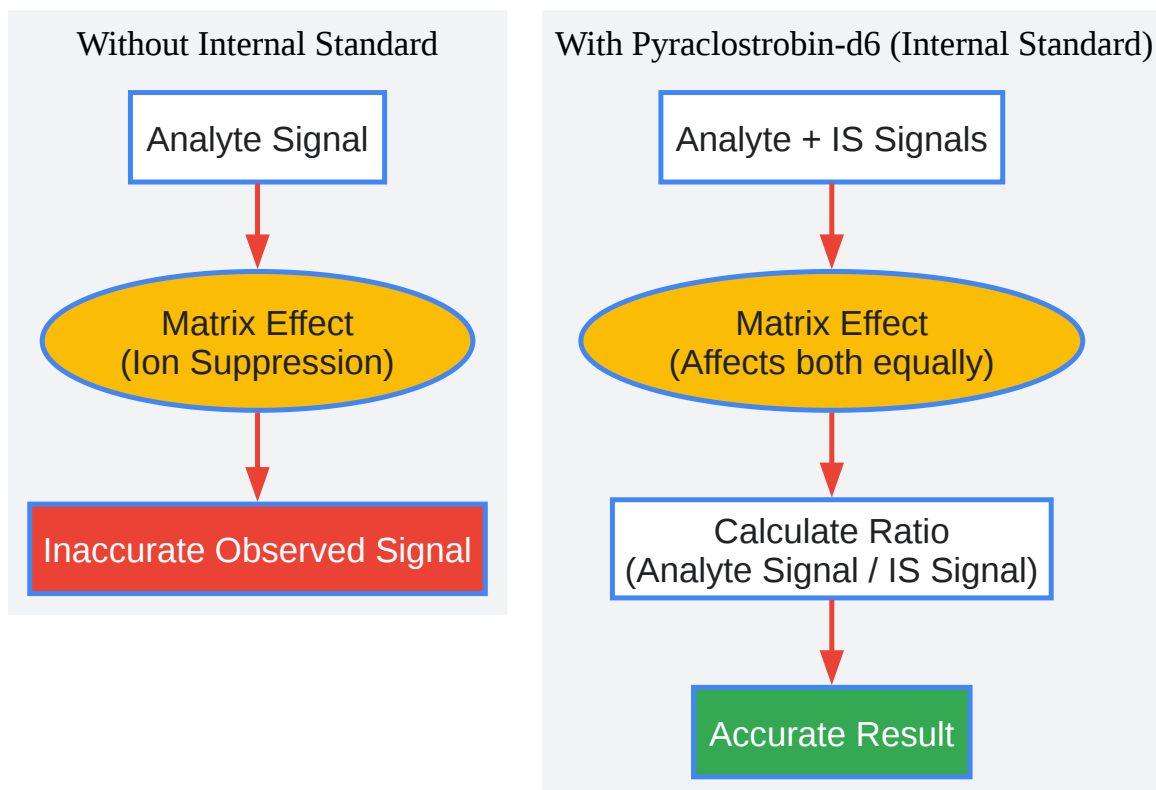 Without Internal Standard
Analyte Signal
Matrix Effect
(Ion Suppression)
Inaccurate Observed Signal
With Pyraclostrobin-d6 (Internal Standard)
Analyte + IS Signals
Matrix Effect
(Affects both equally)
Calculate Ratio
(Analyte Signal / IS Signal)
Accurate Result